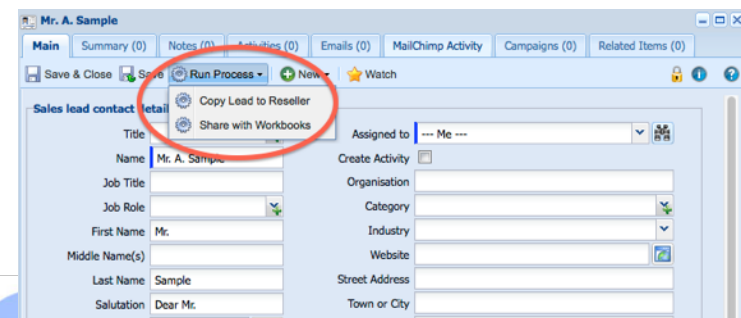 Mr. A. Sample
Main Summary (0) Notes (0) Activities (0) Emails (0) MailChimp Activity Campaigns (0) Related Items (0)
Save & Close Save Run Process New Watch
Copy Lead to Reseller
Share with Workbooks
Sales lead contact detail
Title
Assigned to --- Me ---
Name Mr. A. Sample
Create Activity
Job Title
Organisation
Job Role
Category
First Name Mr.
Industry
Middle Name(s)
Website
Last Name Sample
Street Address
Salutation Dear Mr.
Town or City